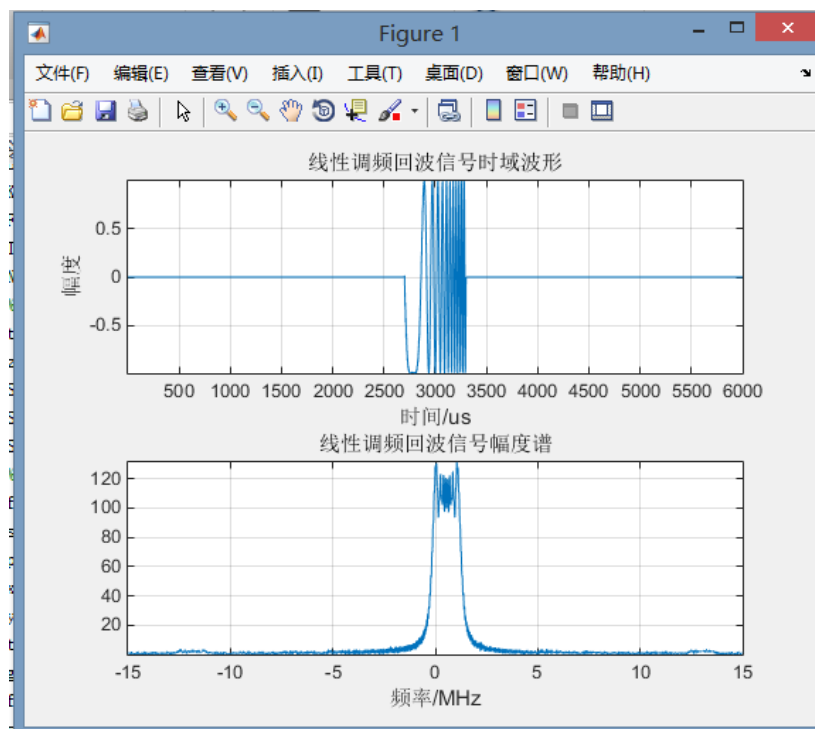 Figure 1
文件(F) 编辑(E) 查看(V) 插入(I) 工具(T) 桌面(D) 窗口(W) 帮助(H)
线性调频回波信号时域波形
幅度
0.5
0
-0.5
500 1000 1500 2000 2500 3000 3500 4000 4500 5000 5500 6000
时间/us
线性调频回波信号幅度谱
120
100
80
60
40
20
-15 -10 -5 0 5 10 15
频率/MHz